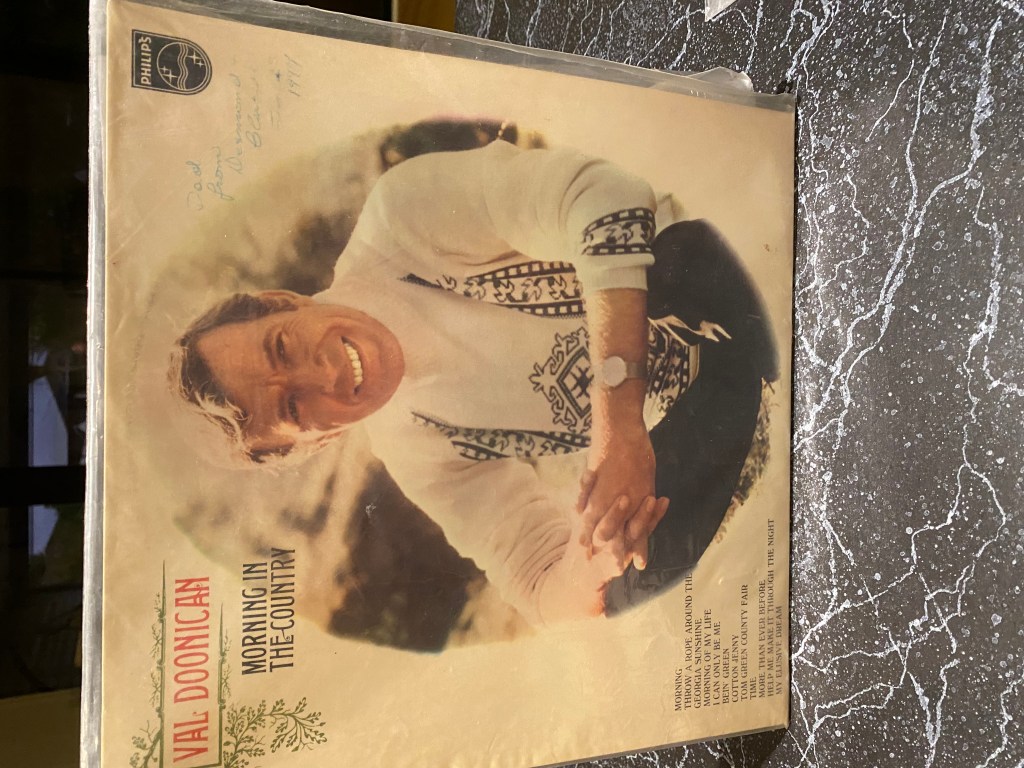 VAL DOONICAN
MORNING IN
THE COUNTRY
PHILIPS
Dad
from
Desmond
1977
MORNING
THROW A ROPE AROUND THE
GEORGIA SUNSHINE
MORNING OF MY LIFE
I CAN ONLY BE ME
BEIN' GREEN
COTTON JENNY
TOM GREEN COUNTY FAIR
TIME
MORE THAN EVER BEFORE
HELP ME MAKE IT THROUGH THE NIGHT
MY ELUSIVE DREAM